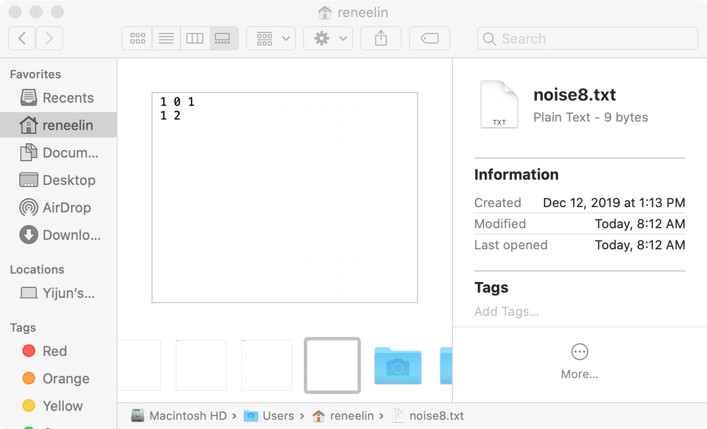 reneelin
Search
Favorites
Recents
reneelin
Docum...
Desktop
AirDrop
Downlo...
Locations
Yijun's...
Tags
Red
Orange
Yellow
1 0 1
1 2
noise8.txt
Plain Text - 9 bytes
TXT
Information
Created Dec 12, 2019 at 1:13 PM
Modified Today, 8:12 AM
Last opened Today, 8:12 AM
Tags
Add Tags...
More...
Macintosh HD › Users › reneelin › noise8.txt